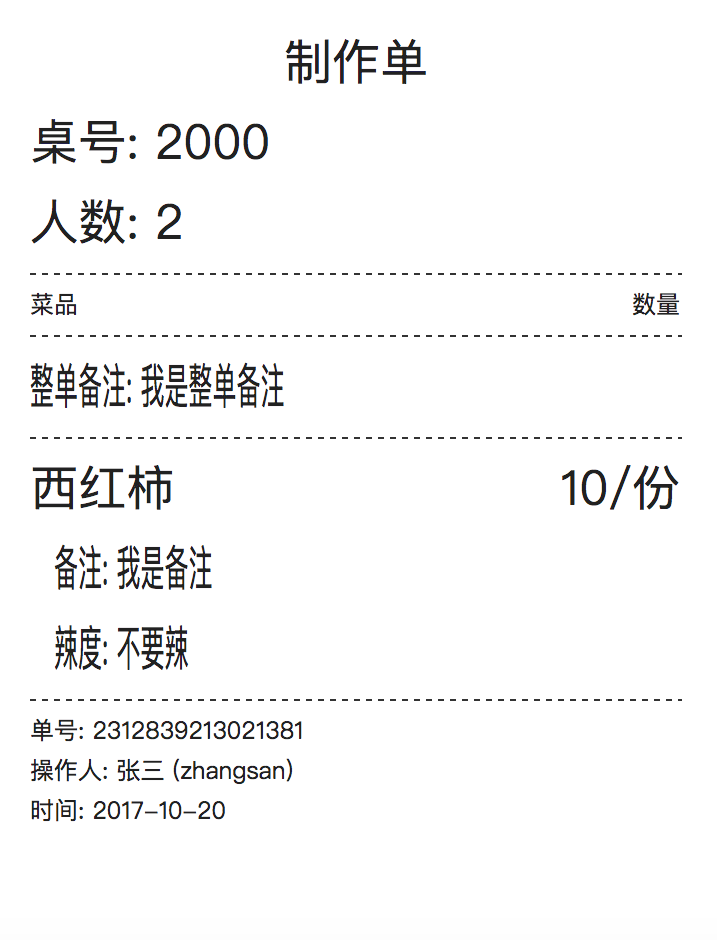 制作单
桌号: 2000
人数: 2
菜品 数量
整单备注: 我是整单备注
西红柿 10/份
备注: 我是备注
辣度: 不要辣
单号: 2312839213021381
操作人: 张三 (zhangsan)
时间: 2017-10-20